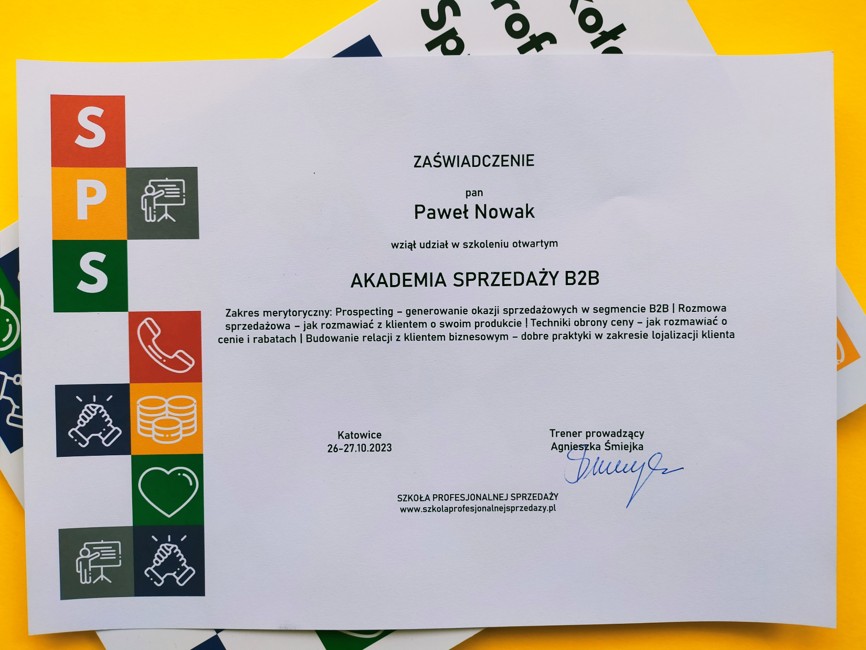 Sp
Prof
Szkoła
S
P
S
ZAŚWIADCZENIE
pan
Paweł Nowak
wziął udział w szkoleniu otwartym
AKADEMIA SPRZEDAŻY B2B
Zakres merytoryczny: Prospecting – generowanie okazji sprzedażowych w segmencie B2B | Rozmowa
sprzedażowa – jak rozmawiać z klientem o swoim produkcie | Techniki obrony ceny – jak rozmawiać o
cenie i rabatach | Budowanie relacji z klientem biznesowym – dobre praktyki w zakresie lojalizacji klienta
Katowice
26-27.10.2023
Trener prowadzący
Agnieszka Śmiejka
SZKOŁA PROFESJONALNEJ SPRZEDAŻY
www.szkolaprofesjonalnejsprzedazy.pl